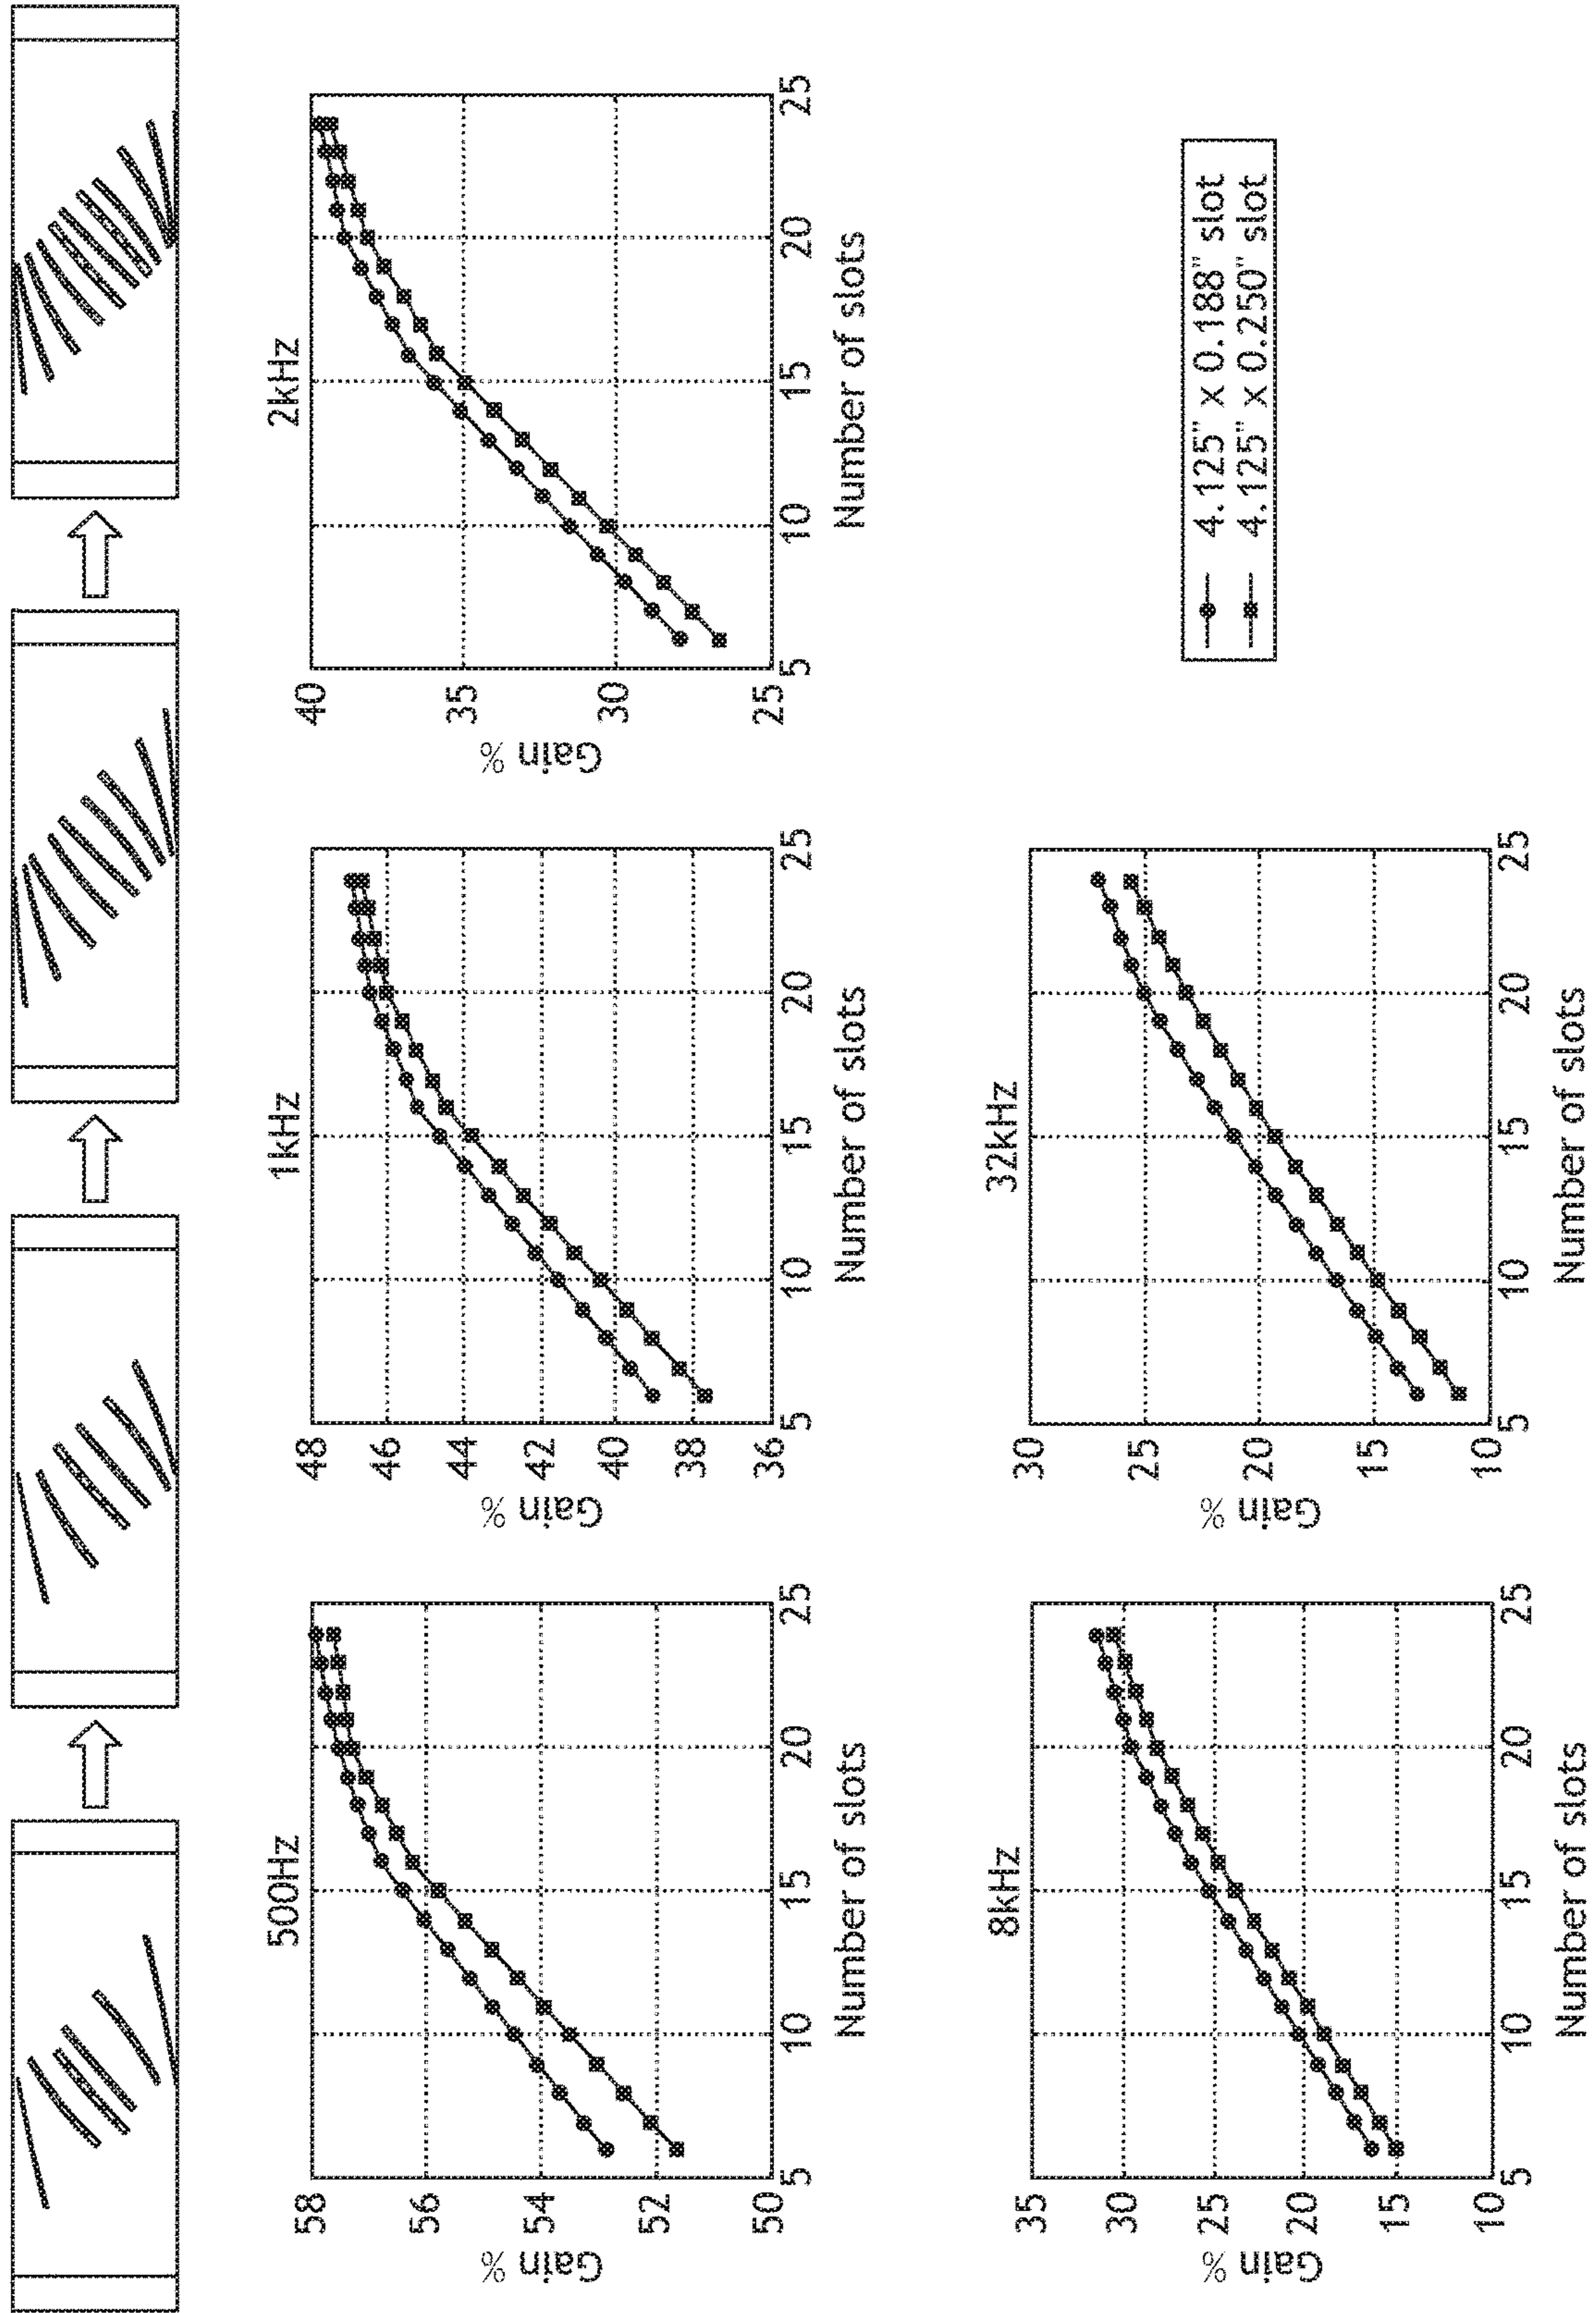 500Hz
58
56
54
52
50
Gain %
5 10 15 20 25
Number of slots
1kHz
48
46
44
42
40
38
36
Gain %
5 10 15 20 25
Number of slots
2kHz
40
35
30
25
Gain %
5 10 15 20 25
Number of slots
8kHz
35
30
25
20
15
10
Gain %
5 10 15 20 25
Number of slots
32kHz
30
25
20
15
10
Gain %
5 10 15 20 25
Number of slots
4.125" x 0.188" slot
4.125" x 0.250" slot